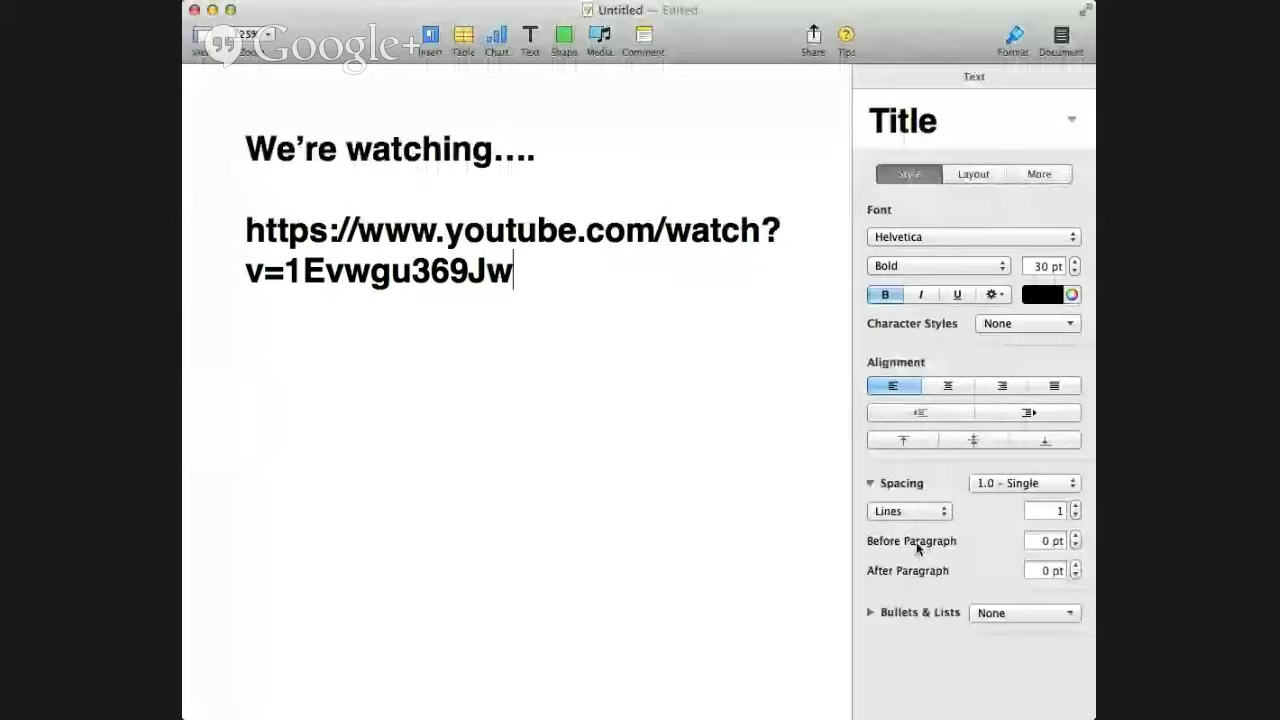 Untitled — Edited
Google+
25%
Insert Table Chart Text Shape Media Comment Share Tips Format Document
Text
Title
Style Layout More
Font
Helvetica
Bold 30 pt
B I U
Character Styles None
Alignment
Spacing 1.0 - Single
Lines 1
Before Paragraph 0 pt
After Paragraph 0 pt
Bullets & Lists None
We’re watching....
https://www.youtube.com/watch?
v=1Evwgu369Jw